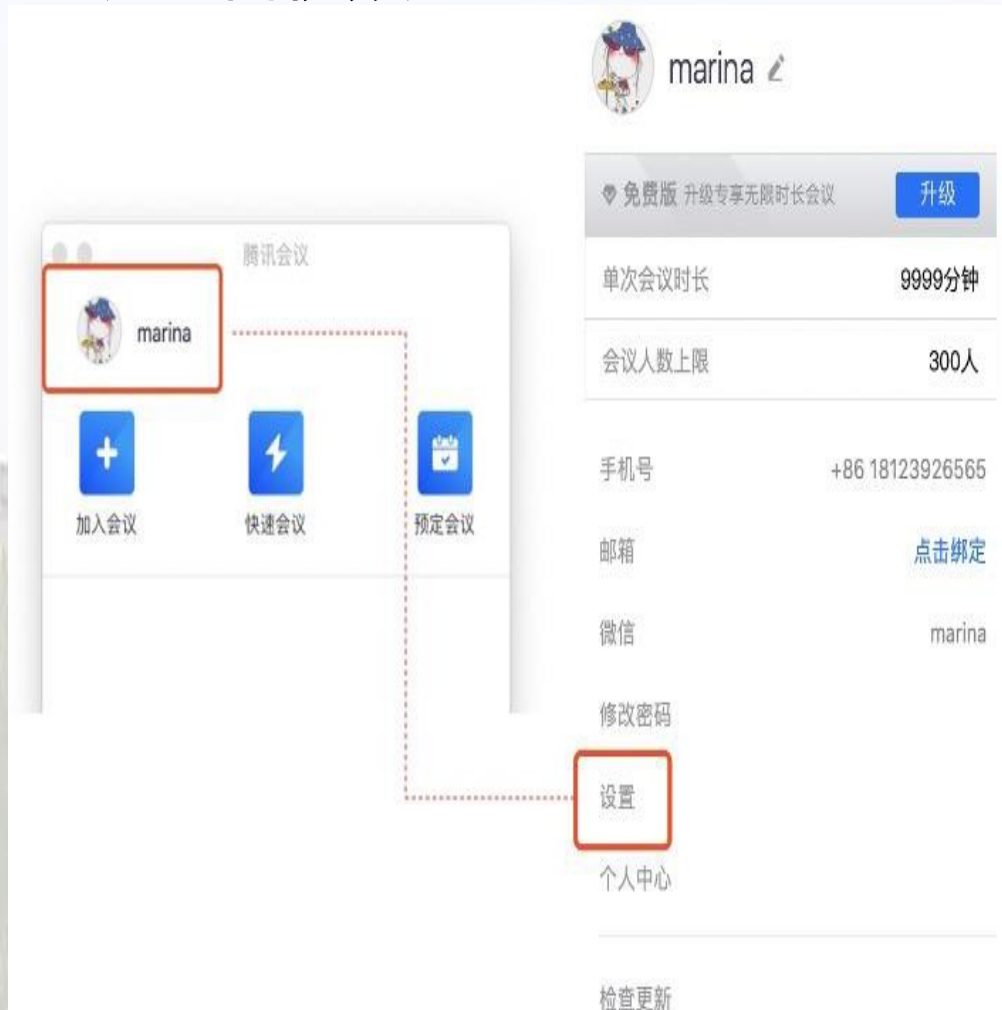 腾讯会议
marina
加入会议
快速会议
预定会议
marina
免费版 升级专享无限时长会议 升级
单次会议时长 9999分钟
会议人数上限 300人
手机号 +86 18123926565
邮箱 点击绑定
微信 marina
修改密码
设置
个人中心
检查更新